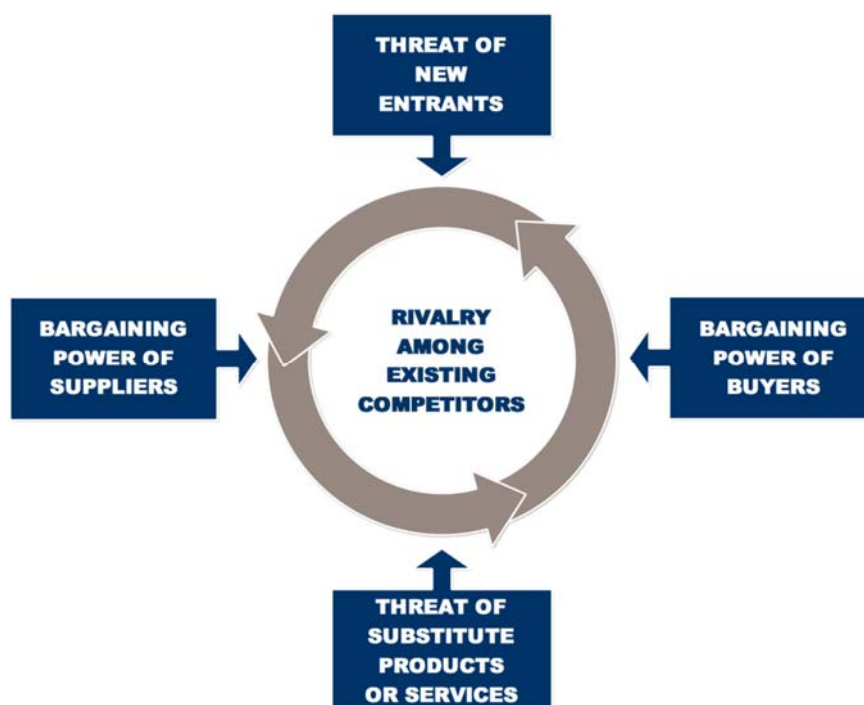 THREAT OF
NEW
ENTRANTS
BARGAINING
POWER OF
SUPPLIERS
RIVALRY
AMONG
EXISTING
COMPETITORS
BARGAINING
POWER OF
BUYERS
THREAT OF
SUBSTITUTE
PRODUCTS
OR SERVICES